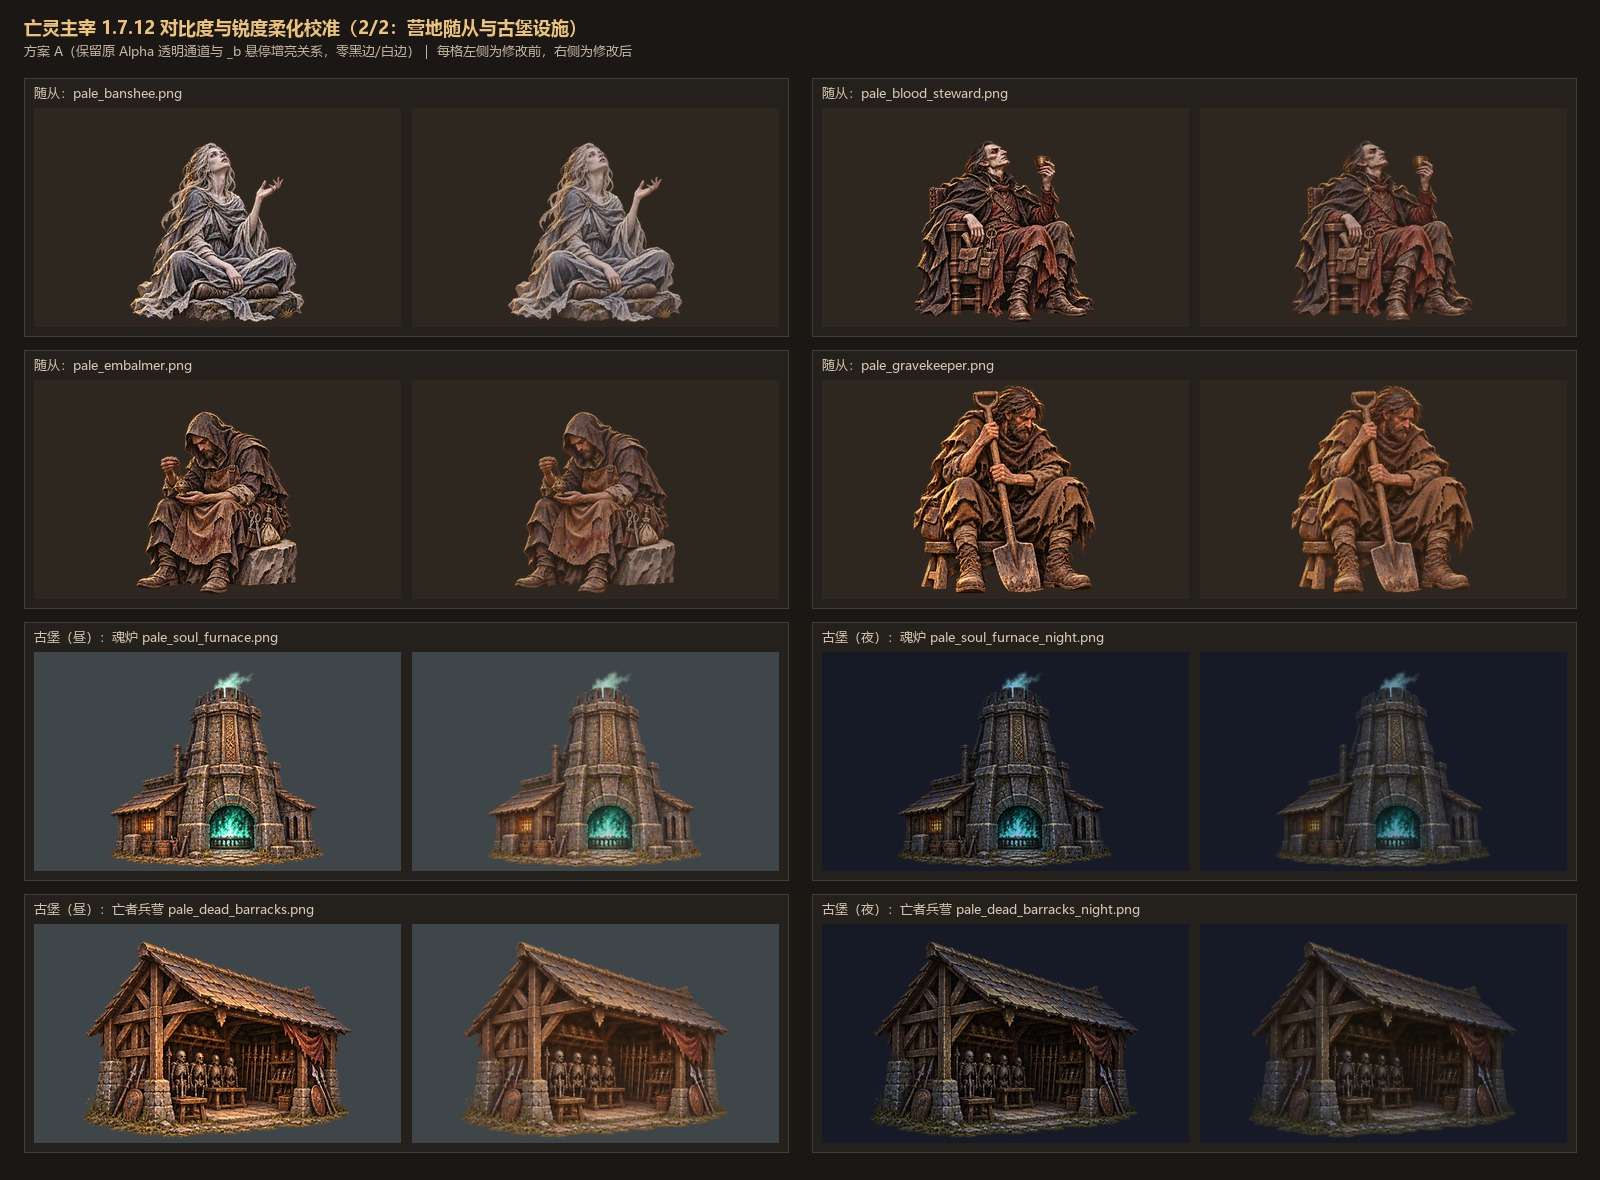 亡灵主宰 1.7.12 对比度与锐度柔化校准（2/2：营地随从与古堡设施）
方案 A（保留原 Alpha 透明通道与 _b 悬停增亮关系，零黑边/白边） | 每格左侧为修改前，右侧为修改后
随从：pale_banshee.png
随从：pale_blood_steward.png
随从：pale_embalmer.png
随从：pale_gravekeeper.png
古堡（昼）：魂炉 pale_soul_furnace.png
古堡（夜）：魂炉 pale_soul_furnace_night.png
古堡（昼）：亡者兵营 pale_dead_barracks.png
古堡（夜）：亡者兵营 pale_dead_barracks_night.png